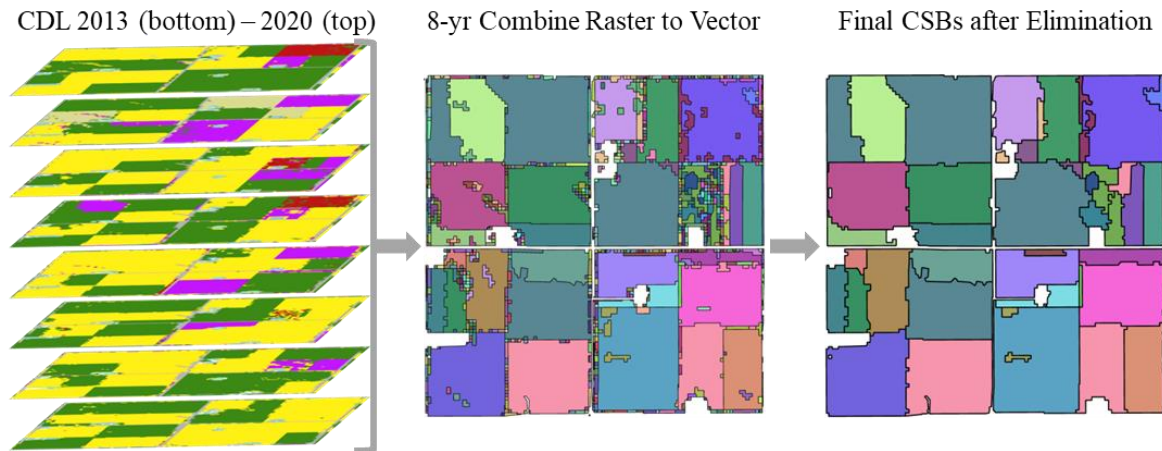 CDL 2013 (bottom) – 2020 (top)
8-yr Combine Raster to Vector
Final CSBs after Elimination